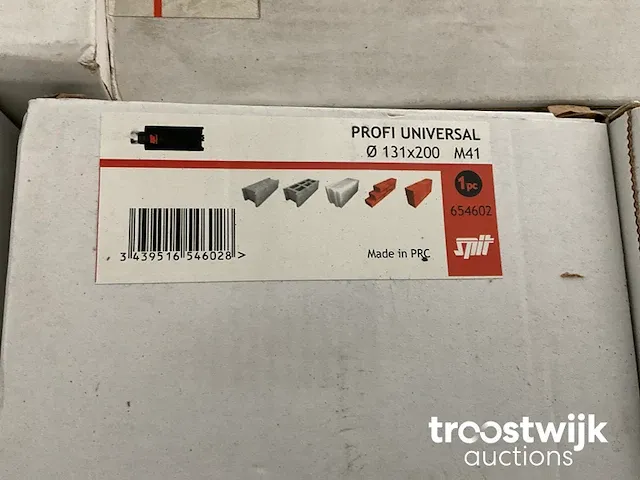 PROFI UNIVERSAL
Ø 131x200 M41
1 pc
654602
3 439516 546028 >
Made in PRC
spit
troostwijk
auctions